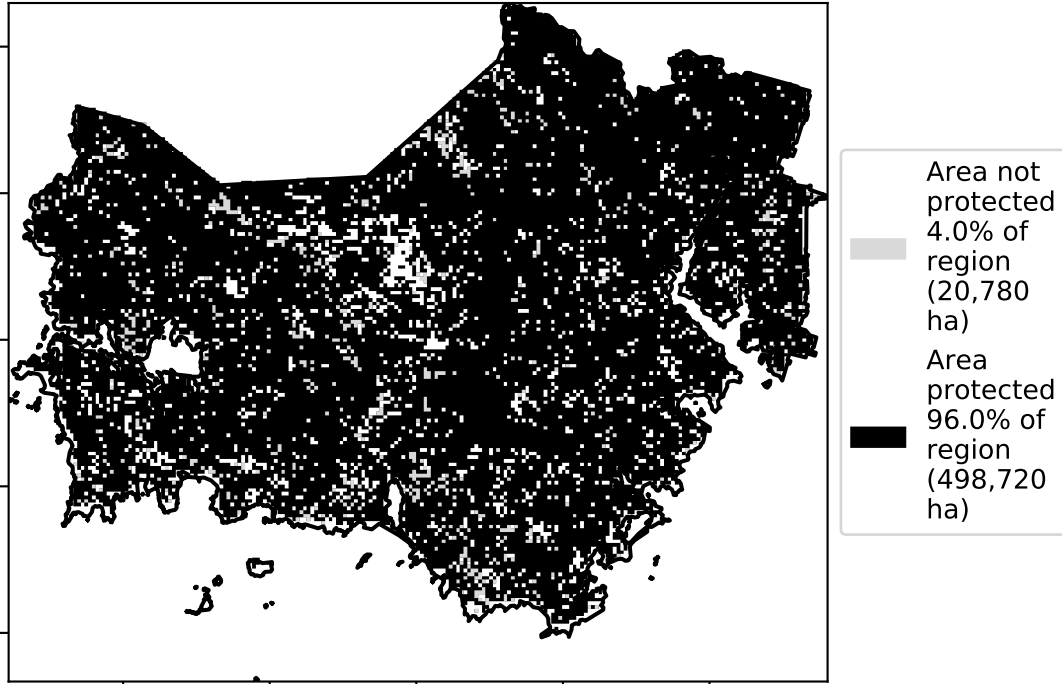 Area not
protected
4.0% of
region
(20,780
ha)
Area
protected
96.0% of
region
(498,720
ha)